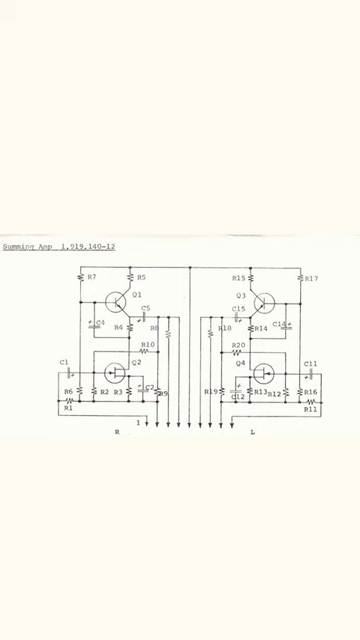 Summing Amp 1.919.140-12
R7 R5 R15 R17
Q1 Q3
C5 C15
C4 R4 R8 R18 R14 C14
R10 R20
C1 Q2 Q4 C11
R6 R2 R3 C2 R9 R19 C12 R13 R12 R16
R1 R11
1
R L